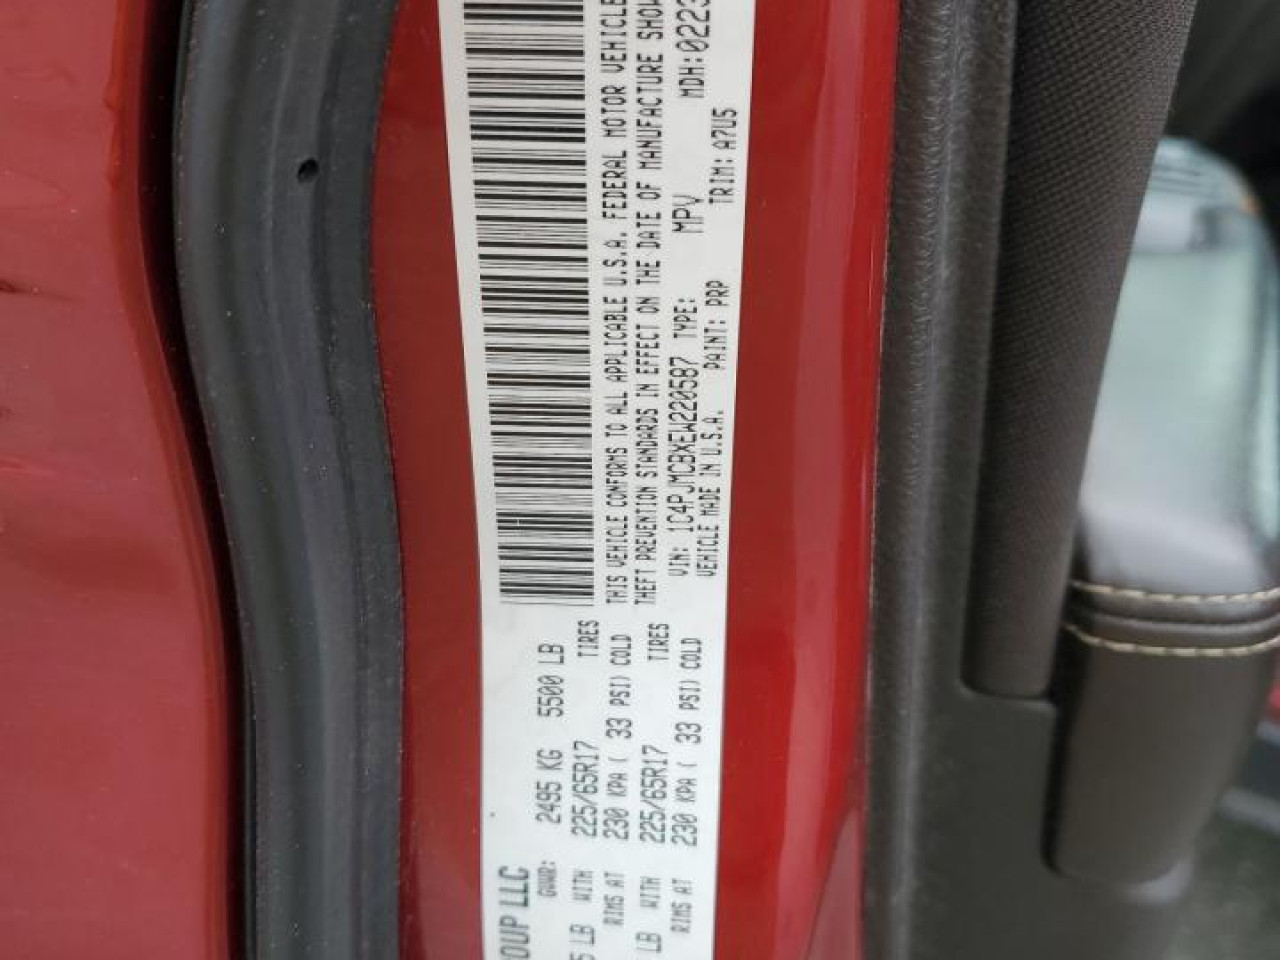 OUP LLC
GVWR: 2495 KG 5500 LB
LB WITH 225/65R17 TIRES
RIMS AT 230 KPA ( 33 PSI) COLD
LB WITH 225/65R17 TIRES
RIMS AT 230 KPA ( 33 PSI) COLD
THIS VEHICLE CONFORMS TO ALL APPLICABLE U.S.A. FEDERAL MOTOR VEHICLE
THEFT PREVENTION STANDARDS IN EFFECT ON THE DATE OF MANUFACTURE SHOW
VIN: 1C4PJMCBXEW220587 TYPE: MPV MDH:0223
VEHICLE MADE IN U.S.A. PAINT: PRP TRIM: A7U5